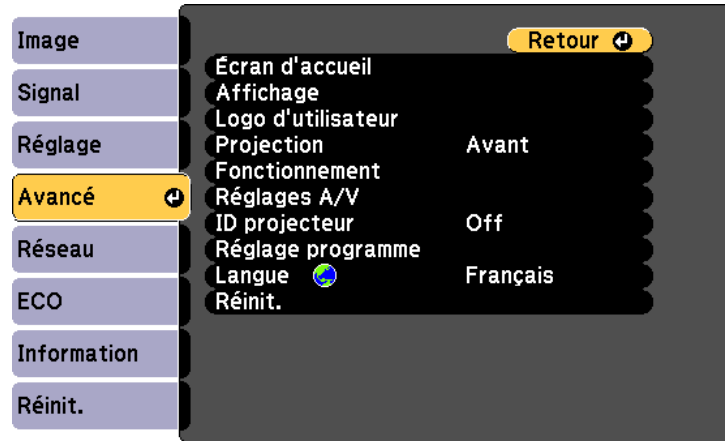 Image
Signal
Réglage
Avancé
Réseau
ECO
Information
Réinit.
Retour
Écran d'accueil
Affichage
Logo d'utilisateur
Projection Avant
Fonctionnement
Réglages A/V
ID projecteur Off
Réglage programme
Langue Français
Réinit.